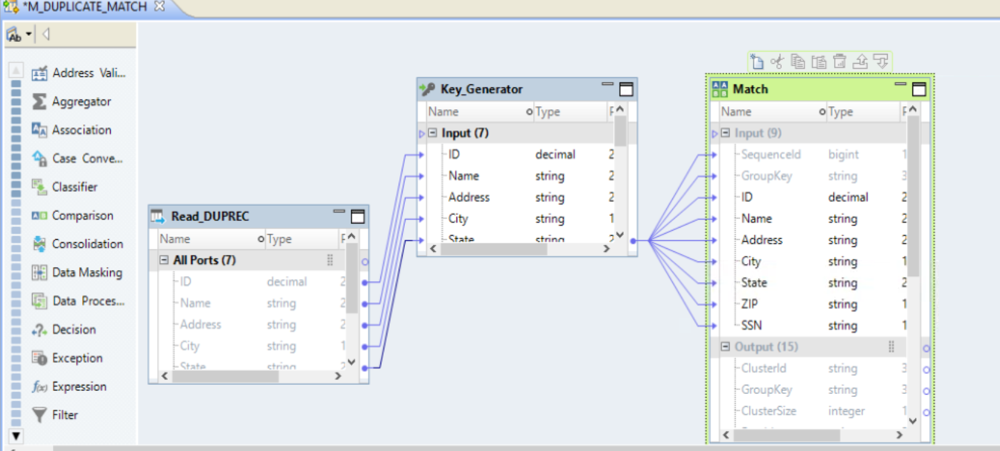 *M_DUPLICATE_MATCH
Ab
Address Vali...
Aggregator
Association
Case Conve...
Classifier
Comparison
Consolidation
Data Masking
Data Proces...
Decision
Exception
f(x) Expression
Filter
Read_DUPREC
Name Type
All Ports (7)
ID decimal 2
Name string 2
Address string 2
City string 1
State string 2
Key_Generator
Name Type
Input (7)
ID decimal 2
Name string 2
Address string 2
City string 1
State string 2
Match
Name Type
Input (9)
SequenceId bigint 1
GroupKey string 3
ID decimal 2
Name string 2
Address string 2
City string 1
State string 2
ZIP string 1
SSN string 1
Output (15)
ClusterId string 3
GroupKey string 3
ClusterSize integer 1